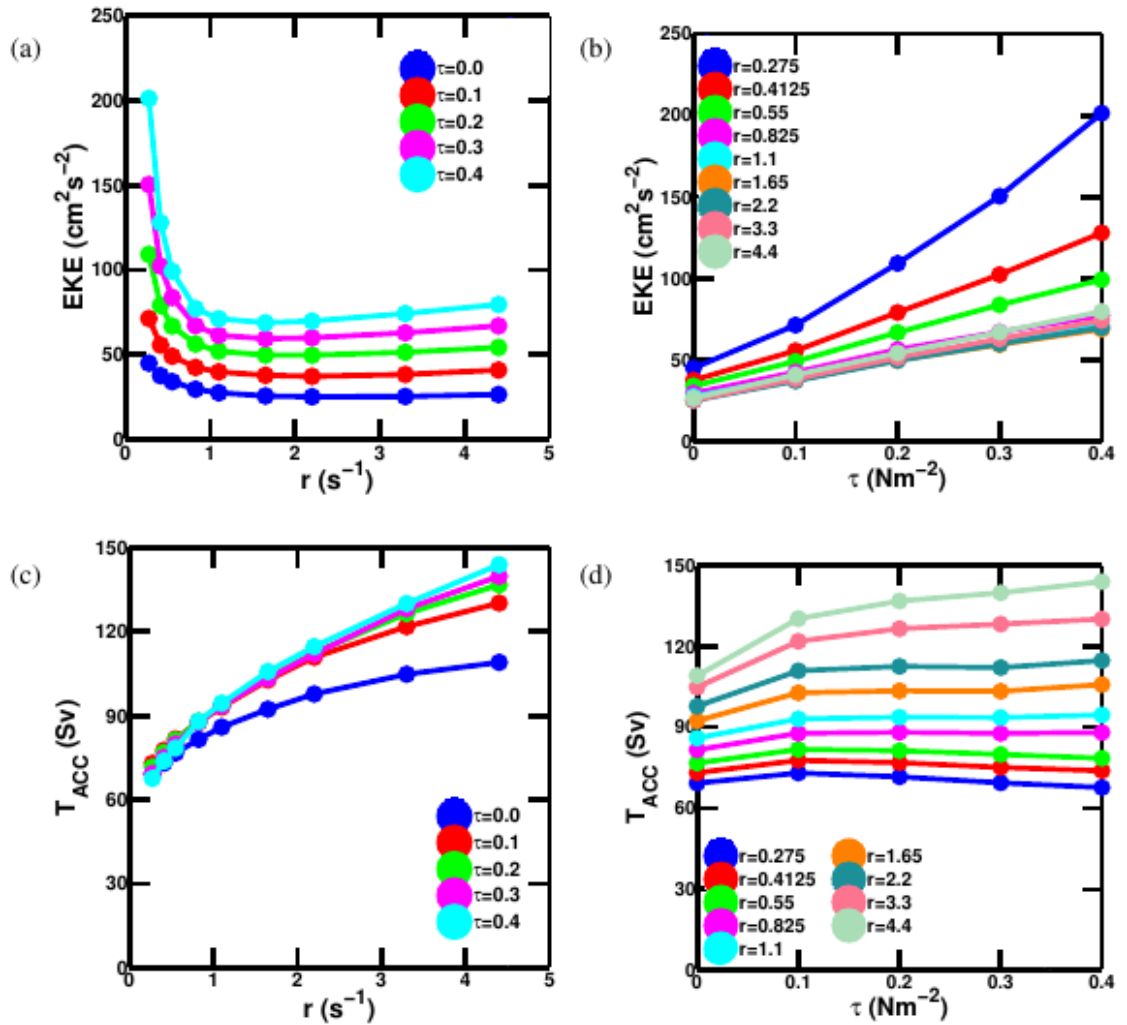 (a)
EKE (cm²s⁻²)
250
200
150
100
50
0
0 1 2 3 4 5
r (s⁻¹)
τ=0.0
τ=0.1
τ=0.2
τ=0.3
τ=0.4
(b)
EKE (cm²s⁻²)
250
200
150
100
50
0
0 0.1 0.2 0.3 0.4
τ (Nm⁻²)
r=0.275
r=0.4125
r=0.55
r=0.825
r=1.1
r=1.65
r=2.2
r=3.3
r=4.4
(c)
T_ACC (Sv)
150
120
90
60
30
0
0 1 2 3 4 5
r (s⁻¹)
τ=0.0
τ=0.1
τ=0.2
τ=0.3
τ=0.4
(d)
T_ACC (Sv)
150
120
90
60
30
0
0 0.1 0.2 0.3 0.4
τ (Nm⁻²)
r=0.275
r=0.4125
r=0.55
r=0.825
r=1.1
r=1.65
r=2.2
r=3.3
r=4.4